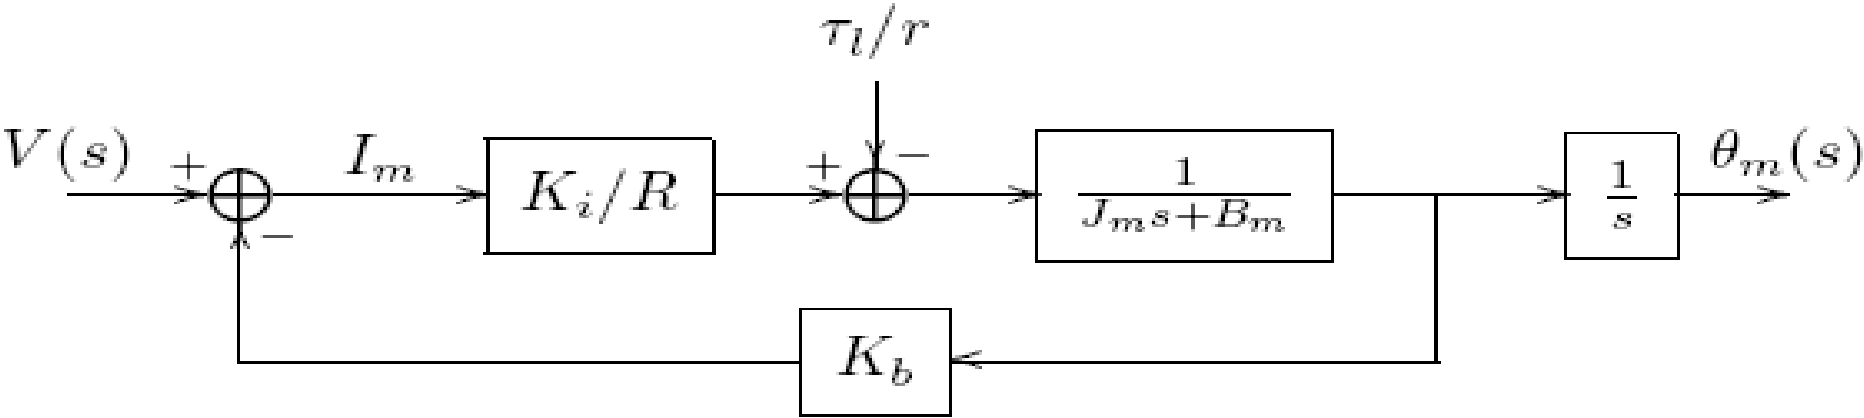 τ_l/r
V(s) + I_m K_i/R + − 1/(J_m s+B_m) 1/s θ_m(s)
−
K_b